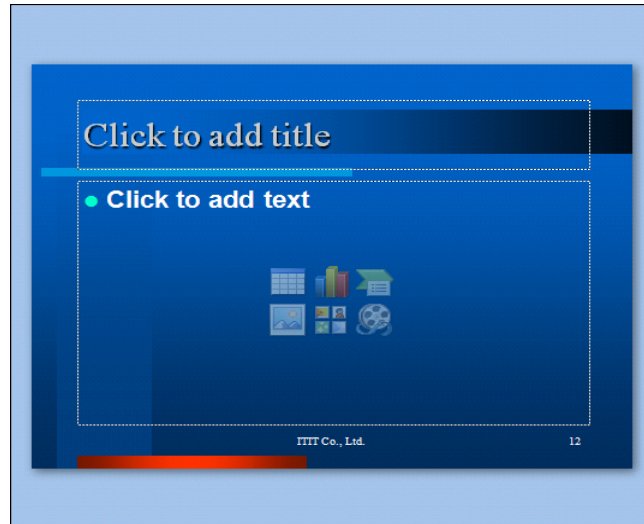 Click to add title
Click to add text
ITIT Co., Ltd.
12